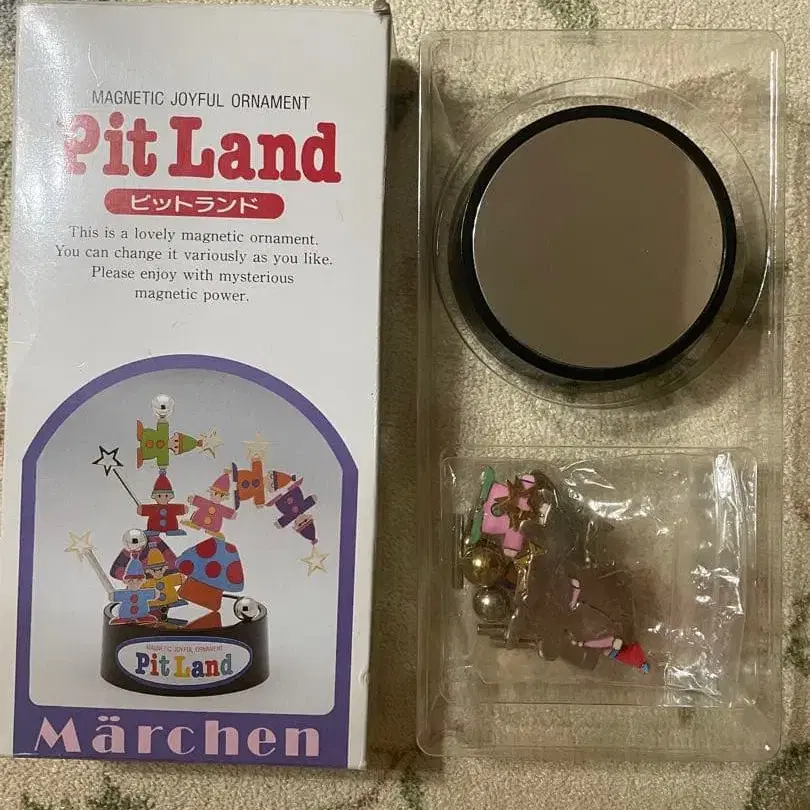 MAGNETIC JOYFUL ORNAMENT
Pit Land
ピットランド
This is a lovely magnetic ornament.
You can change it variously as you like.
Please enjoy with mysterious
magnetic power.
MAGNETIC JOYFUL ORNAMENT
Pit Land
Märchen